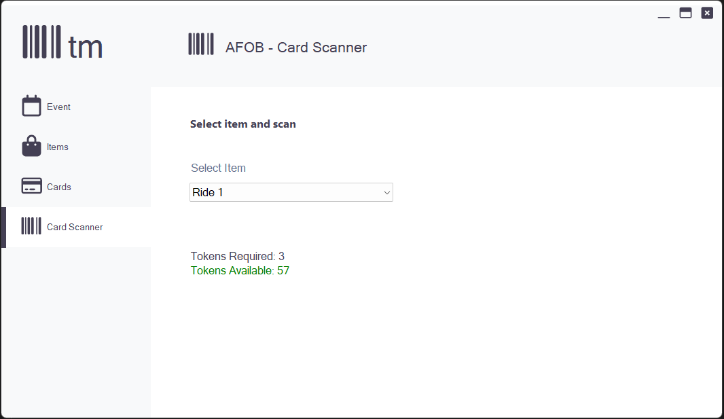 tm
AFOB - Card Scanner
Event
Items
Cards
Card Scanner
Select item and scan
Select Item
Ride 1
Tokens Required: 3
Tokens Available: 57